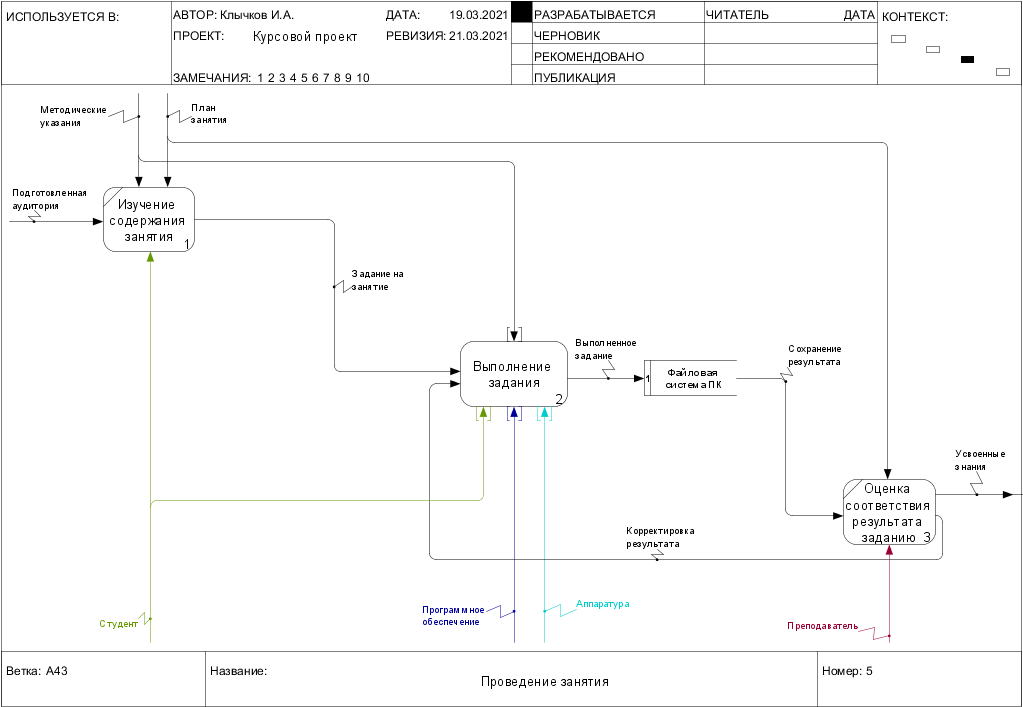 ИСПОЛЬЗУЕТСЯ В:
АВТОР: Клычков И.А.
ДАТА: 19.03.2021
ПРОЕКТ: Курсовой проект
РЕВИЗИЯ: 21.03.2021
ЗАМЕЧАНИЯ: 1 2 3 4 5 6 7 8 9 10
РАЗРАБАТЫВАЕТСЯ
ЧЕРНОВИК
РЕКОМЕНДОВАНО
ПУБЛИКАЦИЯ
ЧИТАТЕЛЬ
ДАТА
КОНТЕКСТ:
Методические
указания
План
занятия
Подготовленная
аудитория
Изучение
содержания
занятия
1
Задание на
занятие
Выполнение
задания
2
Выполненное
задание
1
Файловая
система ПК
Сохранение
результата
Усвоенные
знания
Оценка
соответствия
результата
заданию 3
Корректировка
результата
Студент
Программное
обеспечение
Аппаратура
Преподаватель
Ветка: A43
Название:
Проведение занятия
Номер: 5